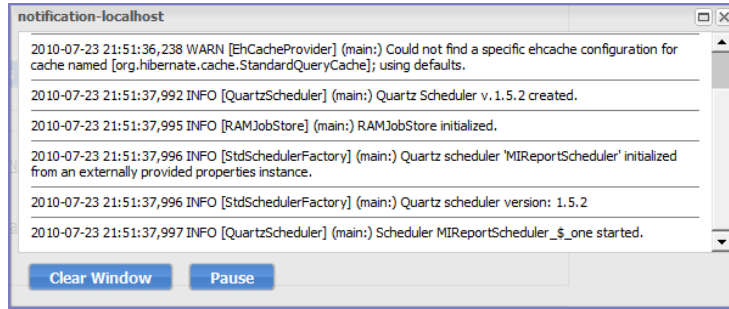 notification-localhost
2010-07-23 21:51:36,238 WARN [EhCacheProvider] (main:) Could not find a specific ehcache configuration for
cache named [org.hibernate.cache.StandardQueryCache]; using defaults.
2010-07-23 21:51:37,992 INFO [QuartzScheduler] (main:) Quartz Scheduler v.1.5.2 created.
2010-07-23 21:51:37,995 INFO [RAMJobStore] (main:) RAMJobStore initialized.
2010-07-23 21:51:37,996 INFO [StdSchedulerFactory] (main:) Quartz scheduler 'MIReportScheduler' initialized
from an externally provided properties instance.
2010-07-23 21:51:37,996 INFO [StdSchedulerFactory] (main:) Quartz scheduler version: 1.5.2
2010-07-23 21:51:37,997 INFO [QuartzScheduler] (main:) Scheduler MIReportScheduler_$_one started.
Clear Window Pause